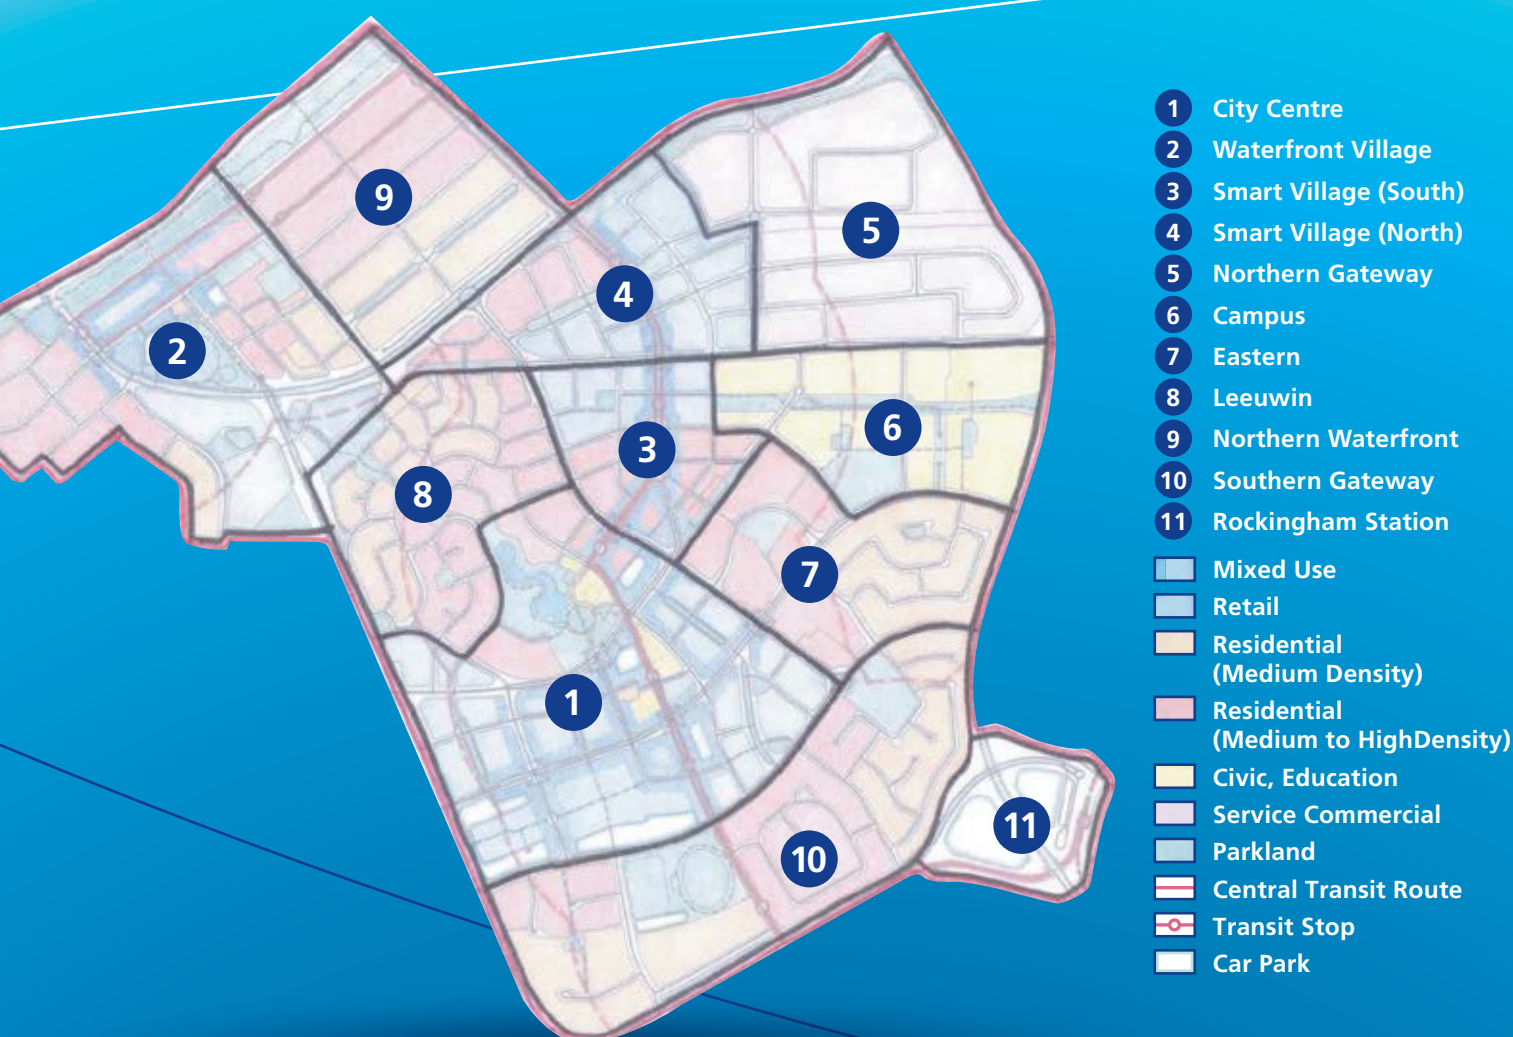 9
5
4
2
6
3
8
7
1
11
10
1 City Centre
2 Waterfront Village
3 Smart Village (South)
4 Smart Village (North)
5 Northern Gateway
6 Campus
7 Eastern
8 Leeuwin
9 Northern Waterfront
10 Southern Gateway
11 Rockingham Station
Mixed Use
Retail
Residential
(Medium Density)
Residential
(Medium to HighDensity)
Civic, Education
Service Commercial
Parkland
Central Transit Route
Transit Stop
Car Park